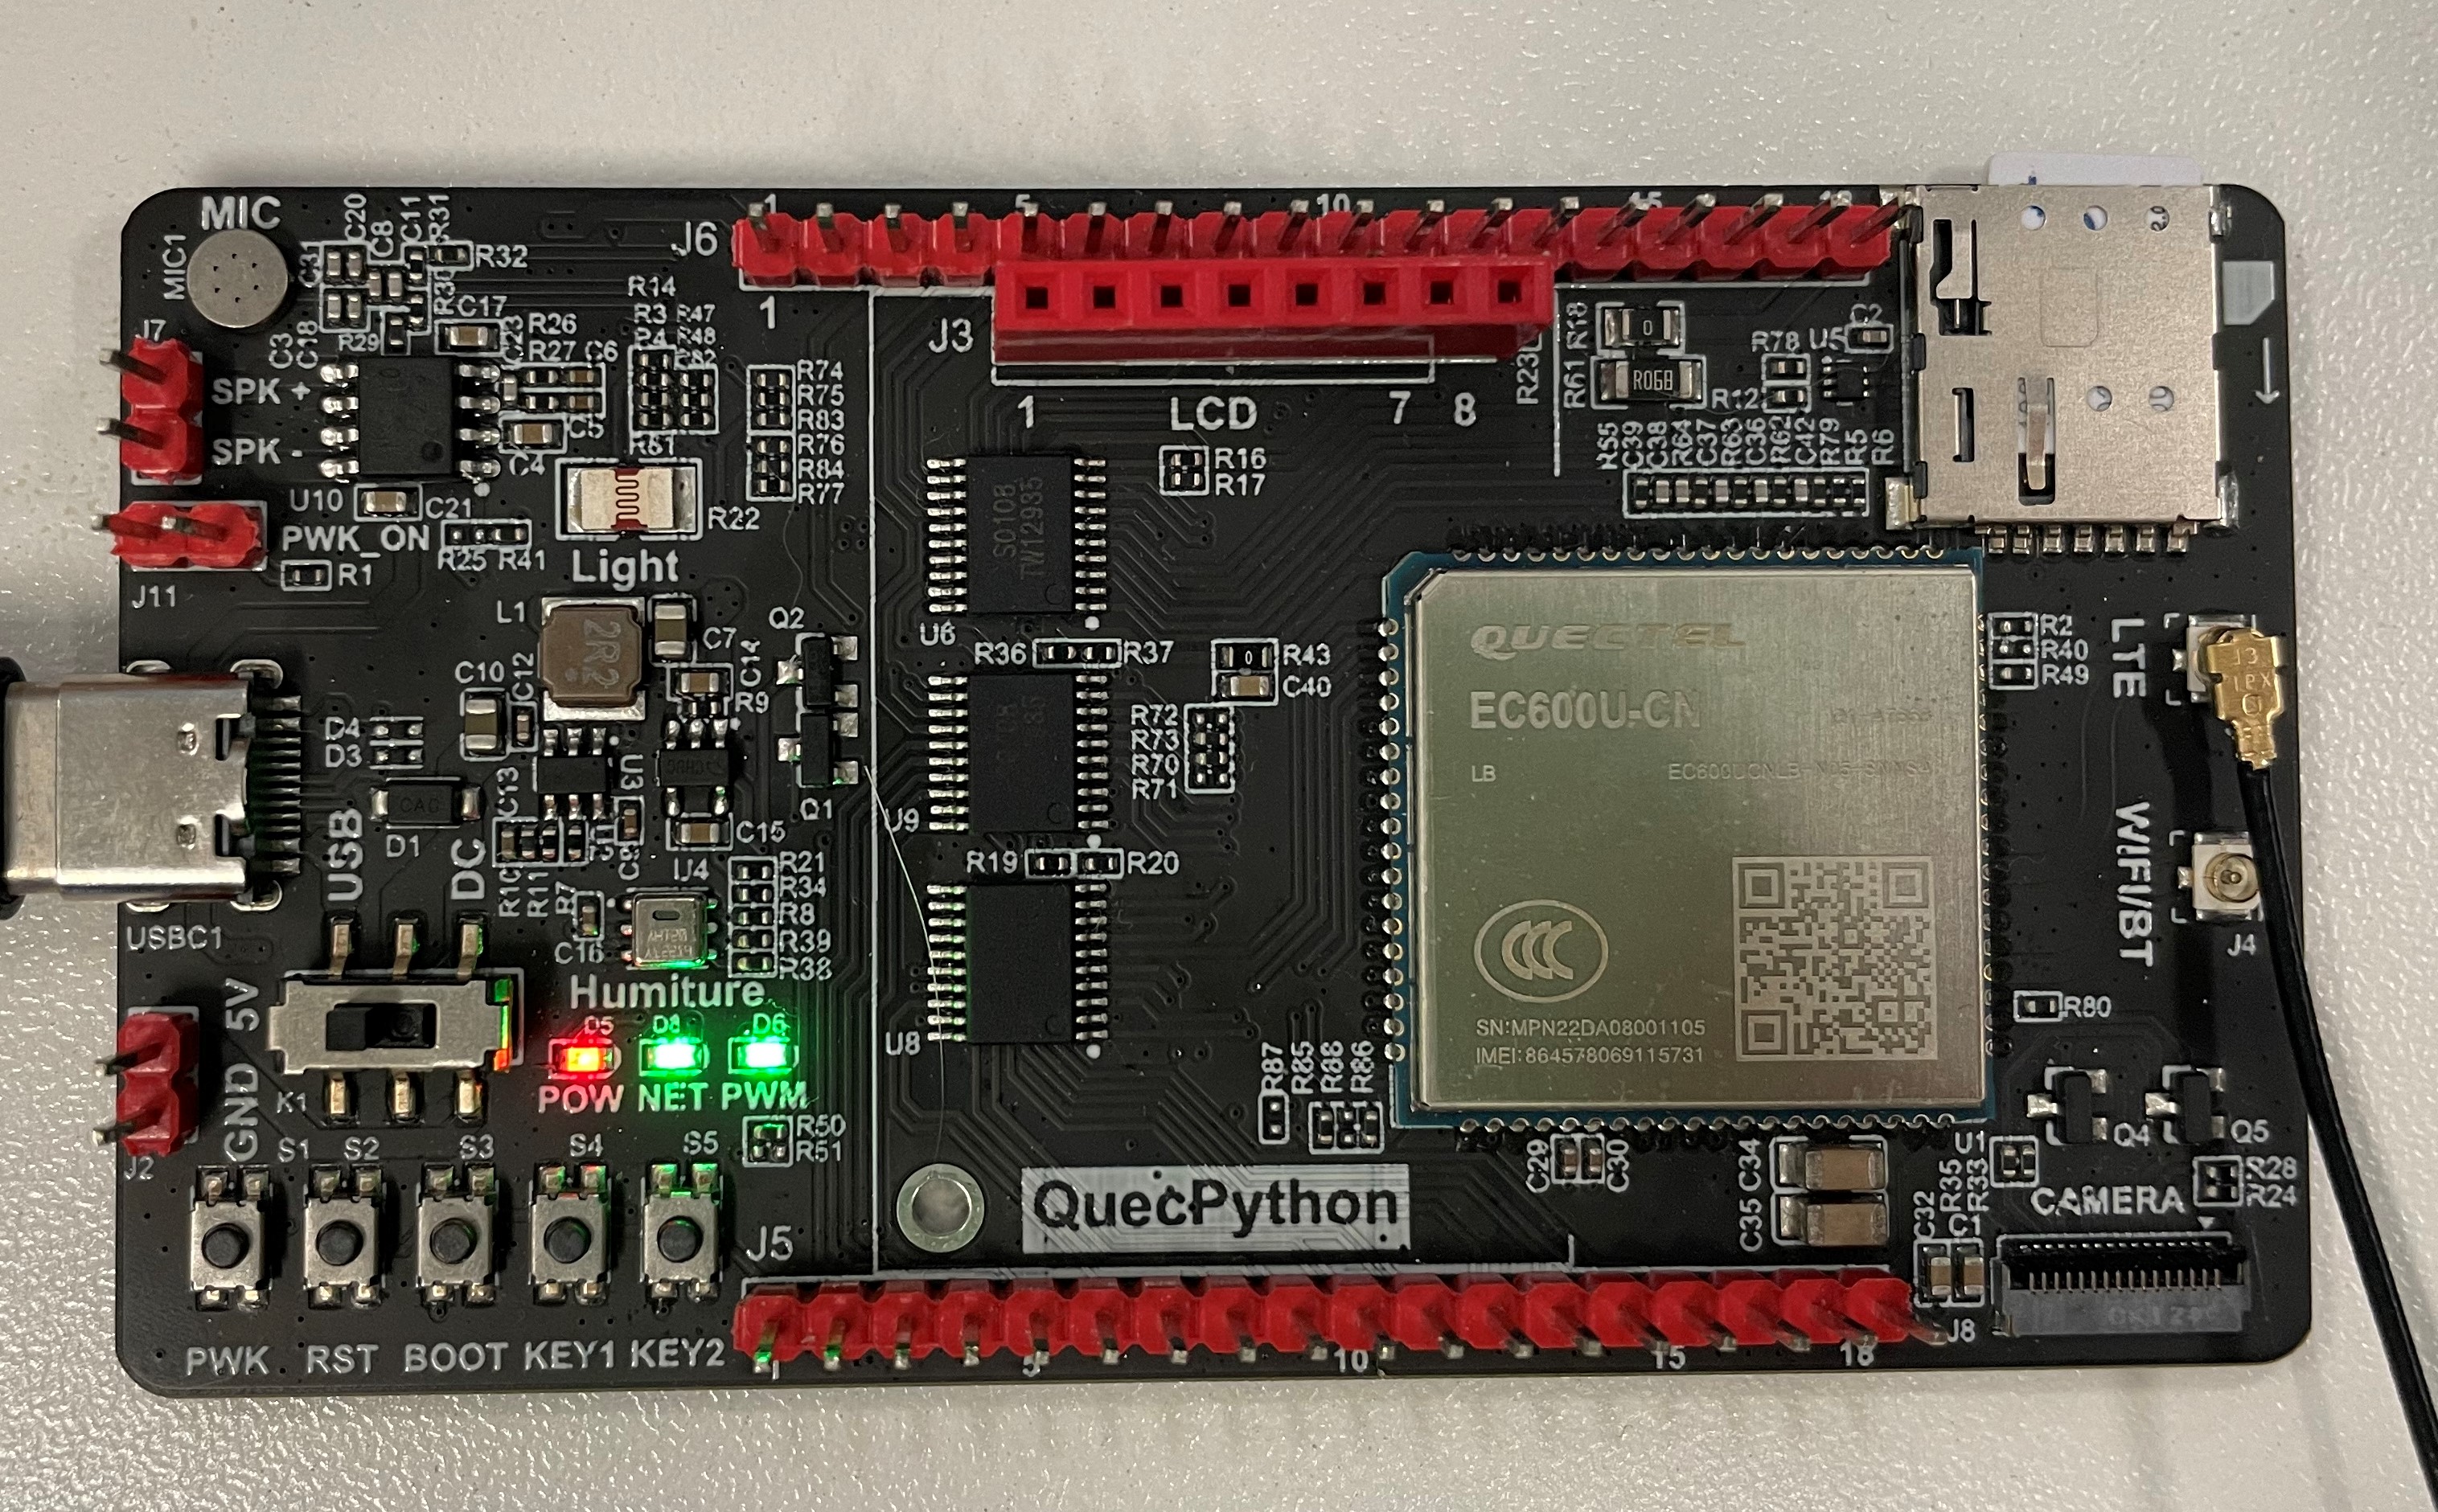 MIC
MIC1
C31
C20
C8
C11
R31
R32
R30
C17
R29
C3
C18
C23
R26
R27
C6
C5
C4
J7
SPK +
SPK -
U10
C21
PWK_ON
R25 R41
J11
R1
R14
R3
R47
R4
R48
R82
R81
R22
Light
R74
R75
R83
R76
R84
R77
J6
1
5
10
15
18
1
J3
1
LCD
7
8
R23
R18
R61
0
R068
R78
U5
C2
R12
R55
C39
C38
R64
C37
R63
C36
R62
C42
R79
R5
R6
S0108
TW12935
R16
R17
U6
R36
R37
0
R43
C40
R72
R73
R70
R71
U9
R19
R20
U8
L1
2R2
C7
C14
R9
Q2
Q1
C10
C12
D4
D3
CAC
D1
C13
U3
C15
U4
R10
R11
R7
C9
C16
AHT20
R21
R34
R8
R39
R38
Humiture
USB
DC
USBC1
5V
GND
K1
J2
D5
D8
D6
POW
NET
PWM
R50
R51
S1
S2
S3
S4
S5
PWK
RST
BOOT
KEY1
KEY2
J5
QuecPython
R87
R85
R88
R86
QUECTEL
EC600U-CN
LB
SN:MPN22DA08001105
IMEI:864578069115731
R2
R40
R49
LTE
WIFI/BT
J4
R80
Q4
Q5
U1
R35
R33
R28
R24
CAMERA
C29
C30
C34
C35
C32
C1
J8
5
10
15
18